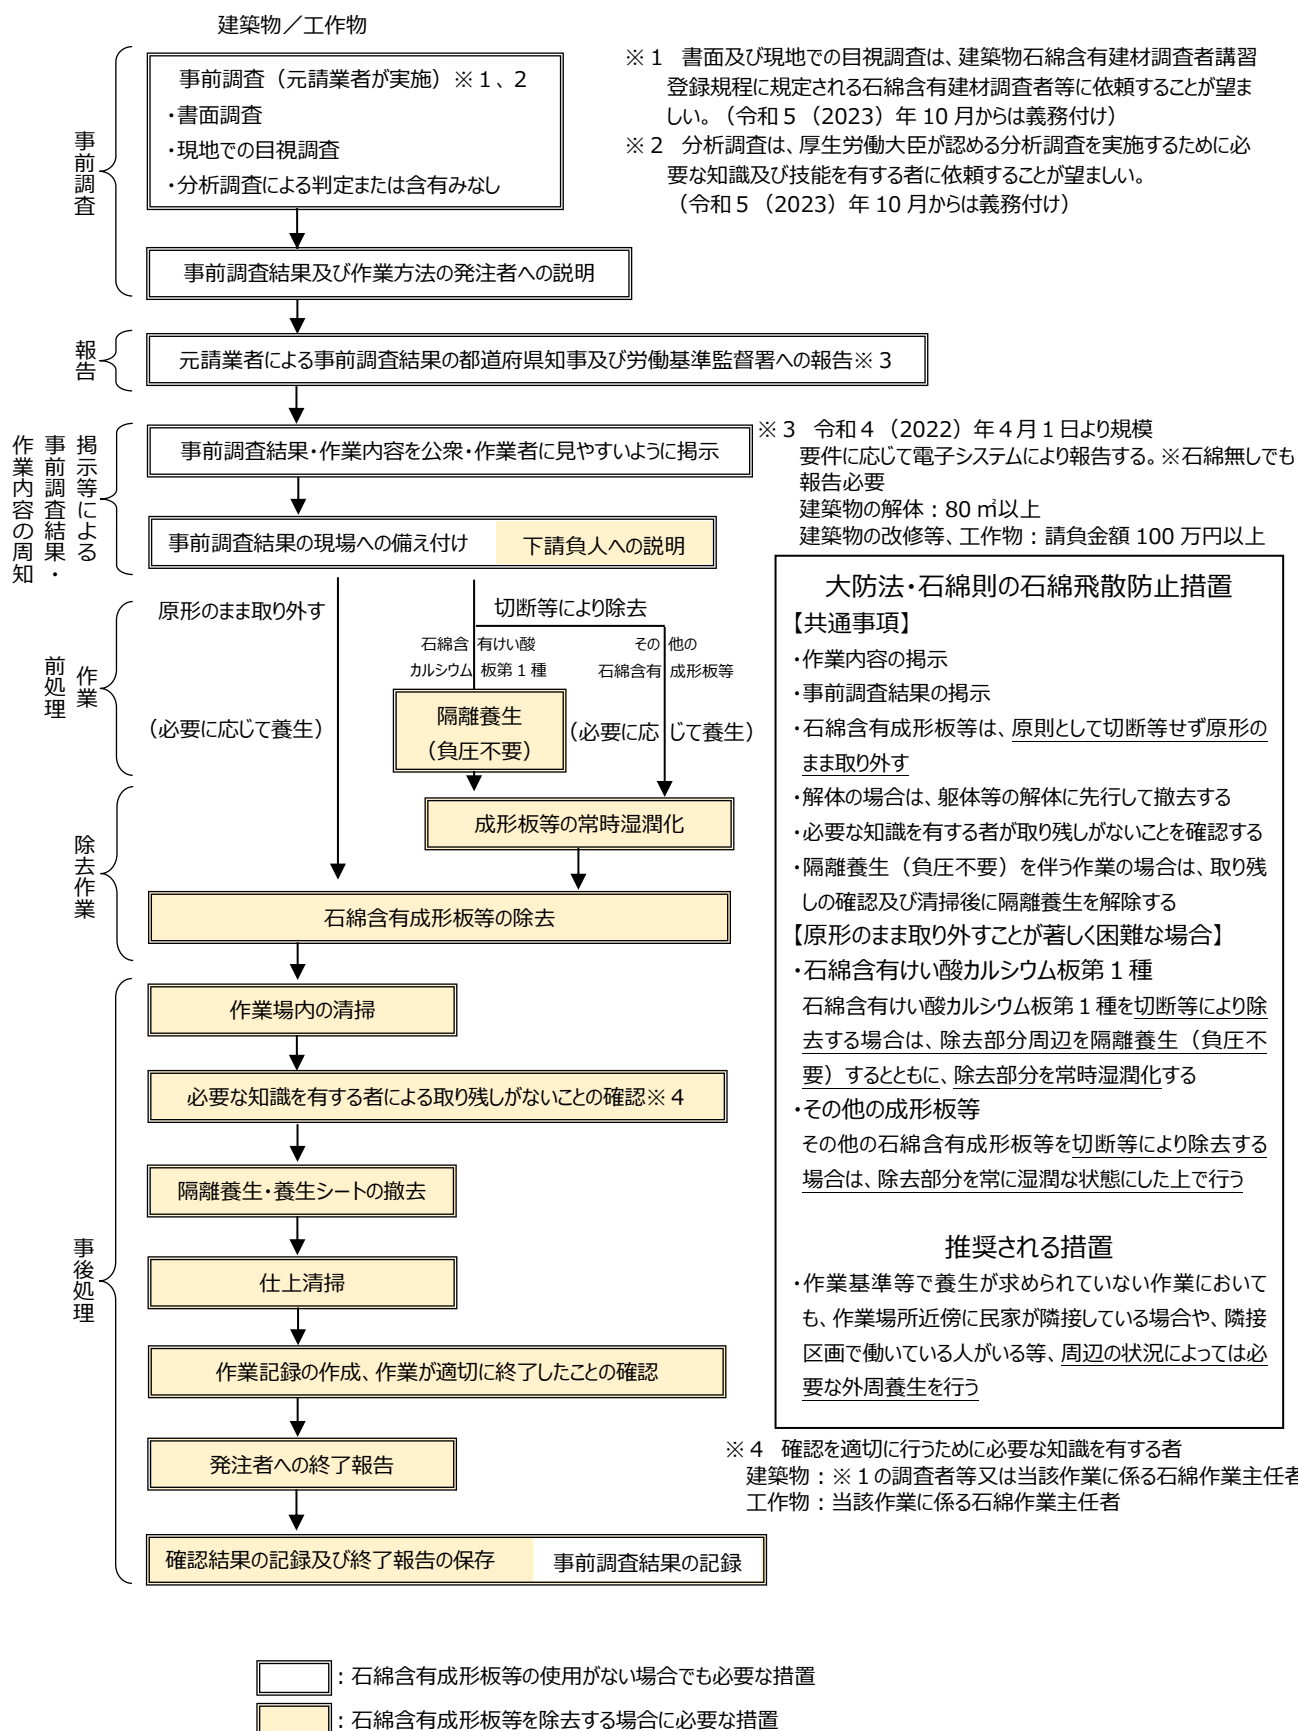 建築物／工作物
事前調査
事前調査（元請業者が実施）※１、２
・書面調査
・現地での目視調査
・分析調査による判定または含有みなし
※１　書面及び現地での目視調査は、建築物石綿含有建材調査者講習
登録規程に規定される石綿含有建材調査者等に依頼することが望ま
しい。（令和５（2023）年 10 月からは義務付け）
※２　分析調査は、厚生労働大臣が認める分析調査を実施するために必
要な知識及び技能を有する者に依頼することが望ましい。
（令和５（2023）年 10 月からは義務付け）
事前調査結果及び作業方法の発注者への説明
報告
元請業者による事前調査結果の都道府県知事及び労働基準監督署への報告※３
掲示等による
事前調査結果・
作業内容の周知
事前調査結果・作業内容を公衆・作業者に見やすいように掲示
事前調査結果の現場への備え付け
下請負人への説明
※３　令和４（2022）年４月１日より規模
要件に応じて電子システムにより報告する。※石綿無しでも
報告必要
建築物の解体：80 ㎡以上
建築物の改修等、工作物：請負金額 100 万円以上
作業
前処理
原形のまま取り外す
（必要に応じて養生）
切断等により除去
石綿含有けい酸
カルシウム板第１種
その他の
石綿含有成形板等
隔離養生
（負圧不要）
（必要に応じて養生）
除去作業
成形板等の常時湿潤化
石綿含有成形板等の除去
事後処理
作業場内の清掃
必要な知識を有する者による取り残しがないことの確認※４
隔離養生・養生シートの撤去
仕上清掃
作業記録の作成、作業が適切に終了したことの確認
発注者への終了報告
確認結果の記録及び終了報告の保存
事前調査結果の記録
大防法・石綿則の石綿飛散防止措置
【共通事項】
・作業内容の掲示
・事前調査結果の掲示
・石綿含有成形板等は、原則として切断等せず原形の
まま取り外す
・解体の場合は、躯体等の解体に先行して撤去する
・必要な知識を有する者が取り残しがないことを確認する
・隔離養生（負圧不要）を伴う作業の場合は、取り残
しの確認及び清掃後に隔離養生を解除する
【原形のまま取り外すことが著しく困難な場合】
・石綿含有けい酸カルシウム板第１種
石綿含有けい酸カルシウム板第１種を切断等により除
去する場合は、除去部分周辺を隔離養生（負圧不
要）するとともに、除去部分を常時湿潤化する
・その他の成形板等
その他の石綿含有成形板等を切断等により除去する
場合は、除去部分を常に湿潤な状態にした上で行う
推奨される措置
・作業基準等で養生が求められていない作業において
も、作業場所近傍に民家が隣接している場合や、隣接
区画で働いている人がいる等、周辺の状況によっては必
要な外周養生を行う
※４　確認を適切に行うために必要な知識を有する者
建築物：※１の調査者等又は当該作業に係る石綿作業主任者
工作物：当該作業に係る石綿作業主任者
：石綿含有成形板等の使用がない場合でも必要な措置
：石綿含有成形板等を除去する場合に必要な措置